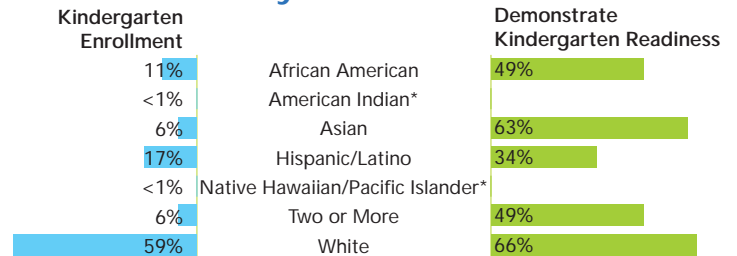 Kindergarten
Enrollment
Demonstrate
Kindergarten Readiness
11% African American 49%
<1% American Indian*
6% Asian 63%
17% Hispanic/Latino 34%
<1% Native Hawaiian/Pacific Islander*
6% Two or More 49%
59% White 66%